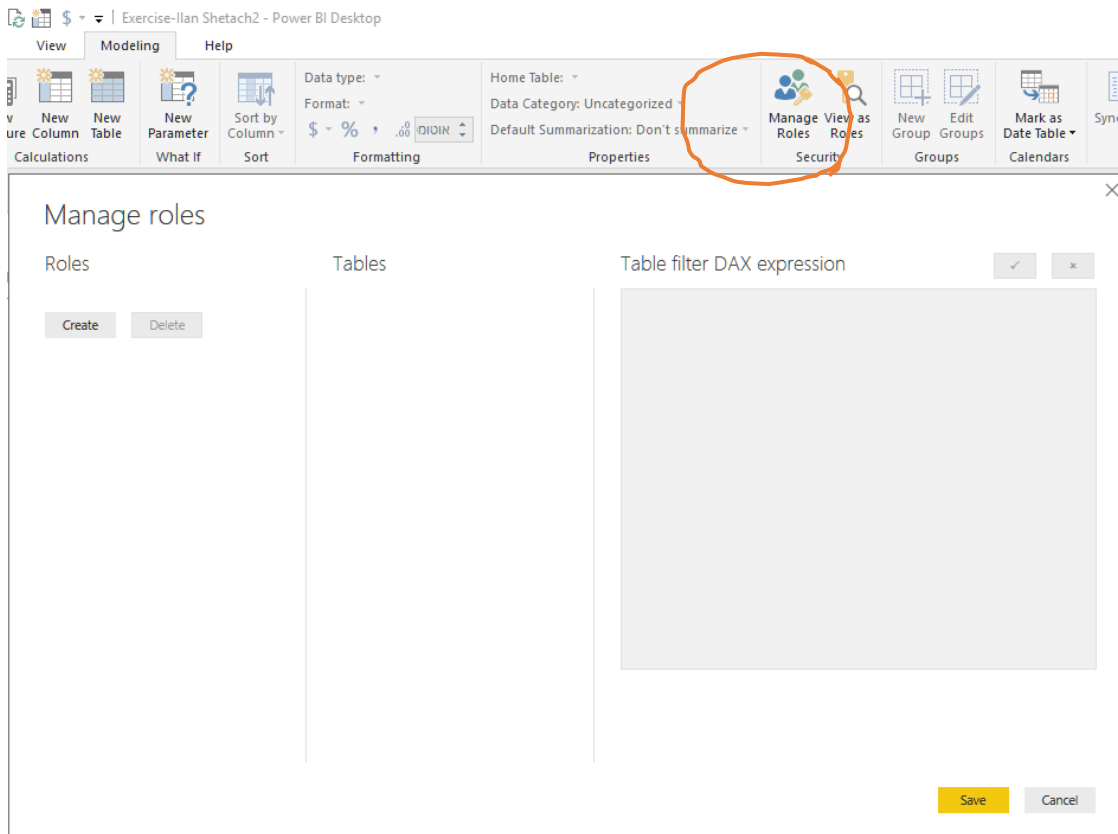 $ Exercise-Ilan Shetach2 - Power BI Desktop
View Modeling Help
Data type:
Format:
$ % , .00 אוטומ
Home Table:
Data Category: Uncategorized
Default Summarization: Don't summarize
ure
New
Column
New
Table
New
Parameter
Sort by
Column
Manage
Roles
View as
Roles
New
Group
Edit
Groups
Mark as
Date Table
Sync
Calculations What If Sort Formatting Properties Security Groups Calendars
Manage roles
Roles Tables Table filter DAX expression
Create Delete
Save Cancel